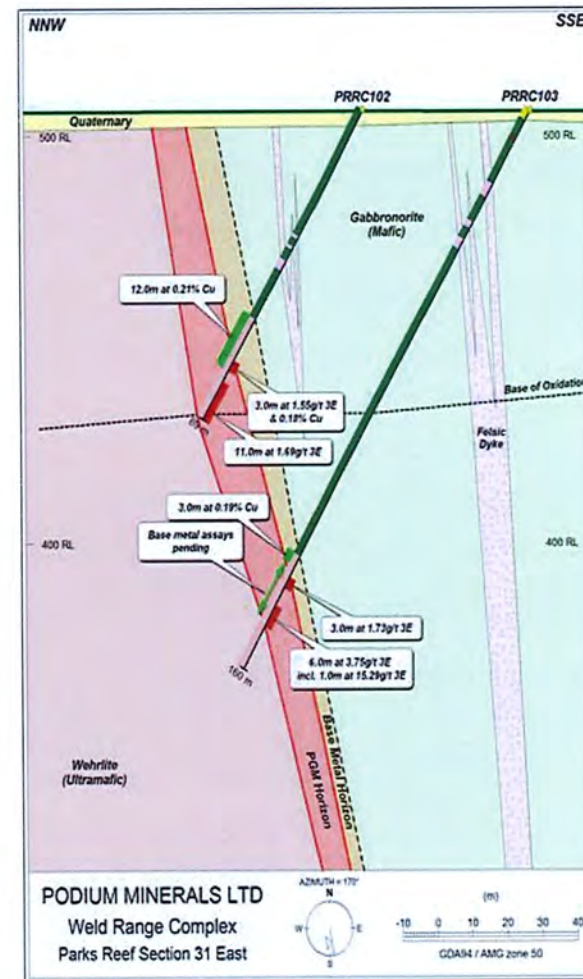 NNW
SSE
PRRC102
PRRC103
Quaternary
500 RL
500 RL
Gabbronorite
(Mafic)
12.0m at 0.21% Cu
Base of Oxidation
3.0m at 1.55g/t 3E
& 0.18% Cu
11.0m at 1.69g/t 3E
Felsic
Dyke
3.0m at 0.19% Cu
Base metal assays
pending
400 RL
400 RL
3.0m at 1.73g/t 3E
160 m
6.0m at 3.75g/t 3E
incl. 1.0m at 15.29g/t 3E
Wehrlite
(Ultramafic)
PGM Horizon
Base Metal Horizon
PODIUM MINERALS LTD
Weld Range Complex
Parks Reef Section 31 East
AZIMUTH = 170°
N
W
E
S
(m)
-10 0 10 20 30 40
GDA94 / AMG zone 50